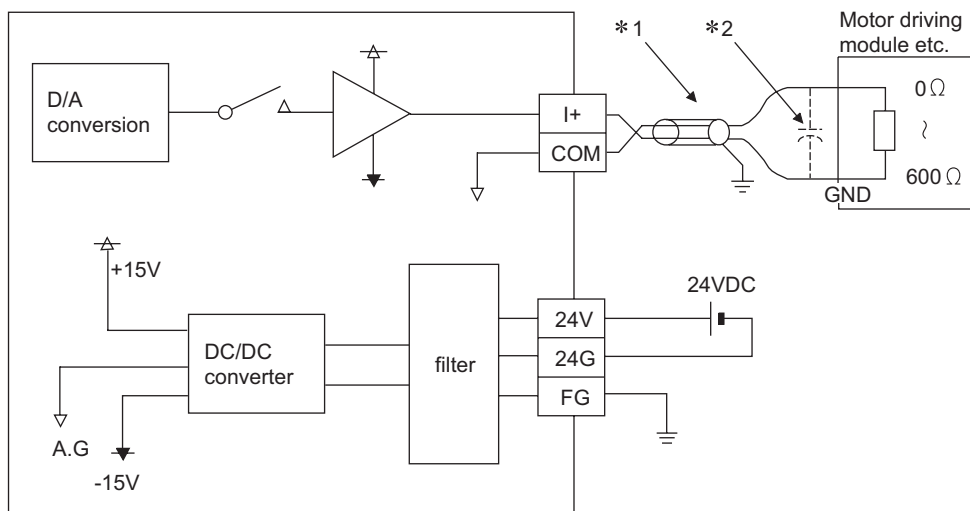 Motor driving
module etc.
*1
*2
D/A
conversion
I+
COM
0Ω
~
600Ω
GND
+15V
24VDC
DC/DC
converter
filter
24V
24G
FG
A.G
-15V